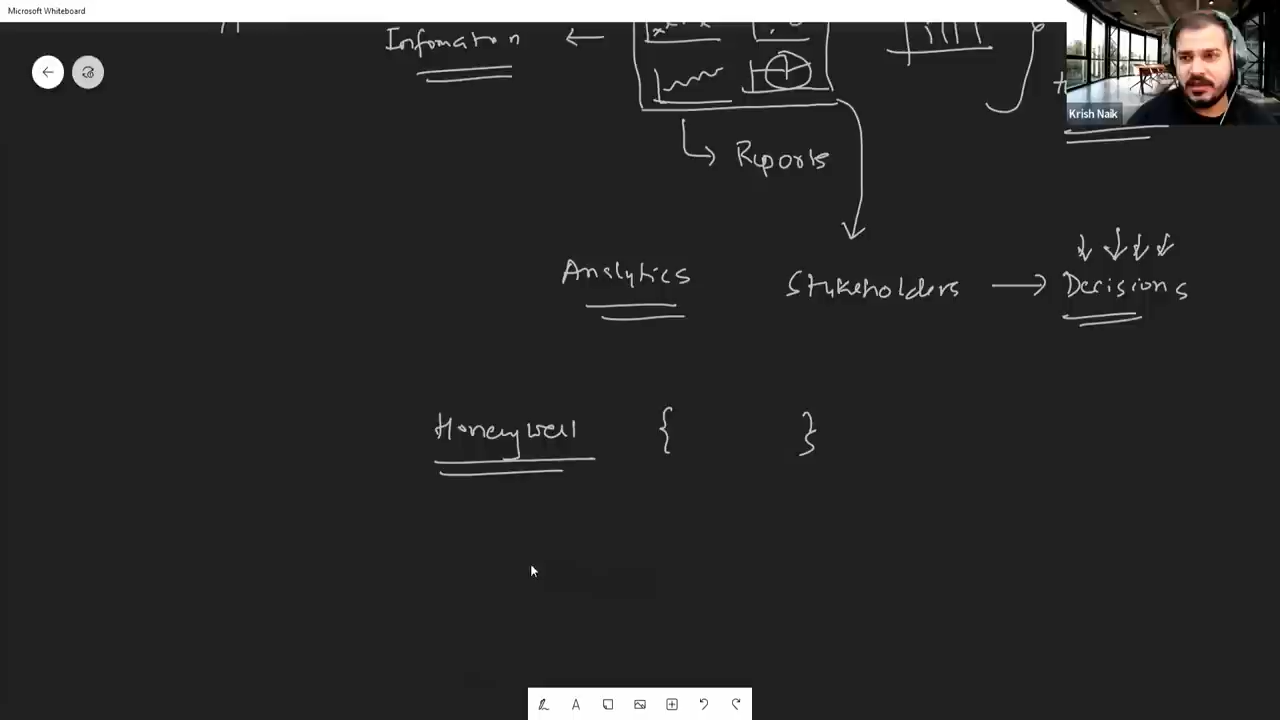 Microsoft Whiteboard
Infomation
Krish Naik
Reports
Analytics Stakeholders Decisions
Honeywell { }